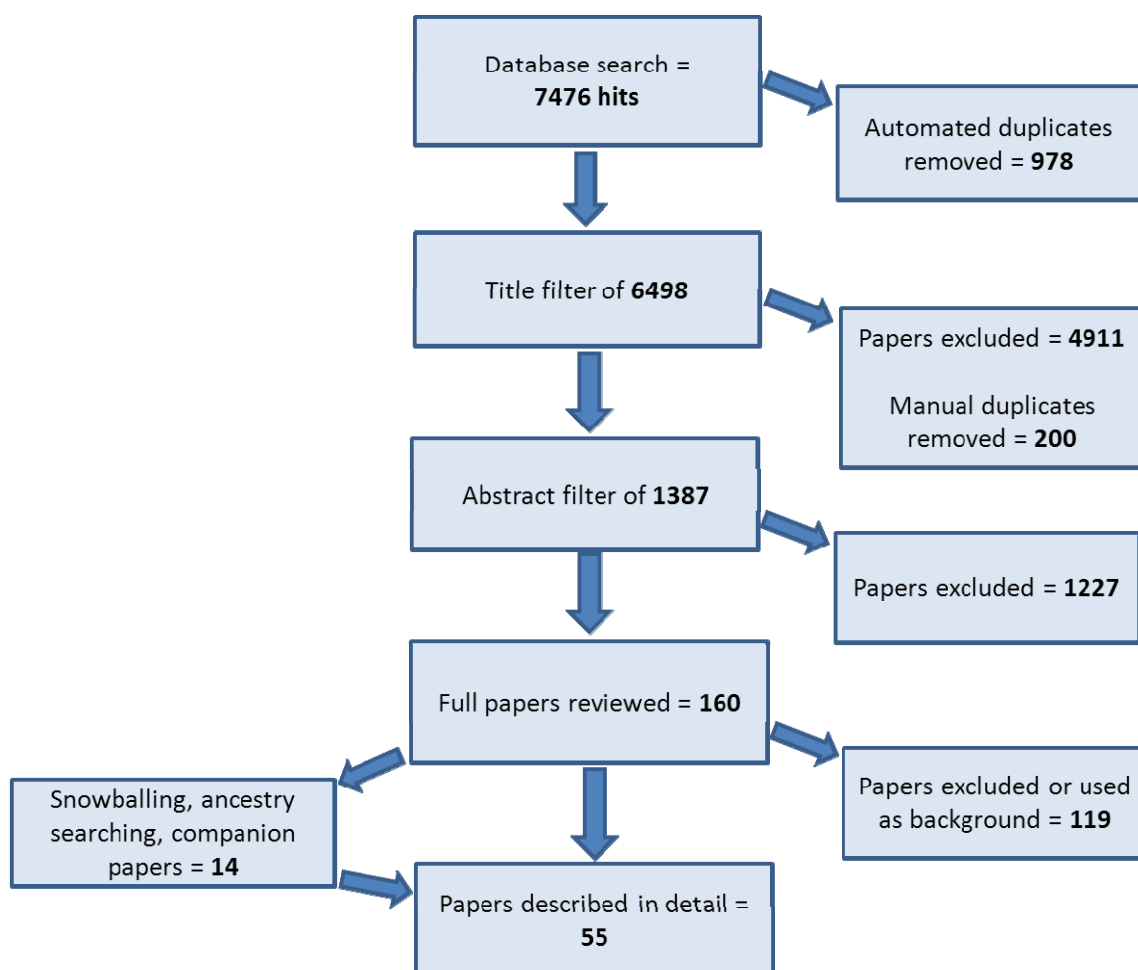 Database search =
7476 hits
Automated duplicates
removed = 978
Title filter of 6498
Papers excluded = 4911
Manual duplicates
removed = 200
Abstract filter of 1387
Papers excluded = 1227
Full papers reviewed = 160
Papers excluded or used
as background = 119
Snowballing, ancestry
searching, companion
papers = 14
Papers described in detail =
55